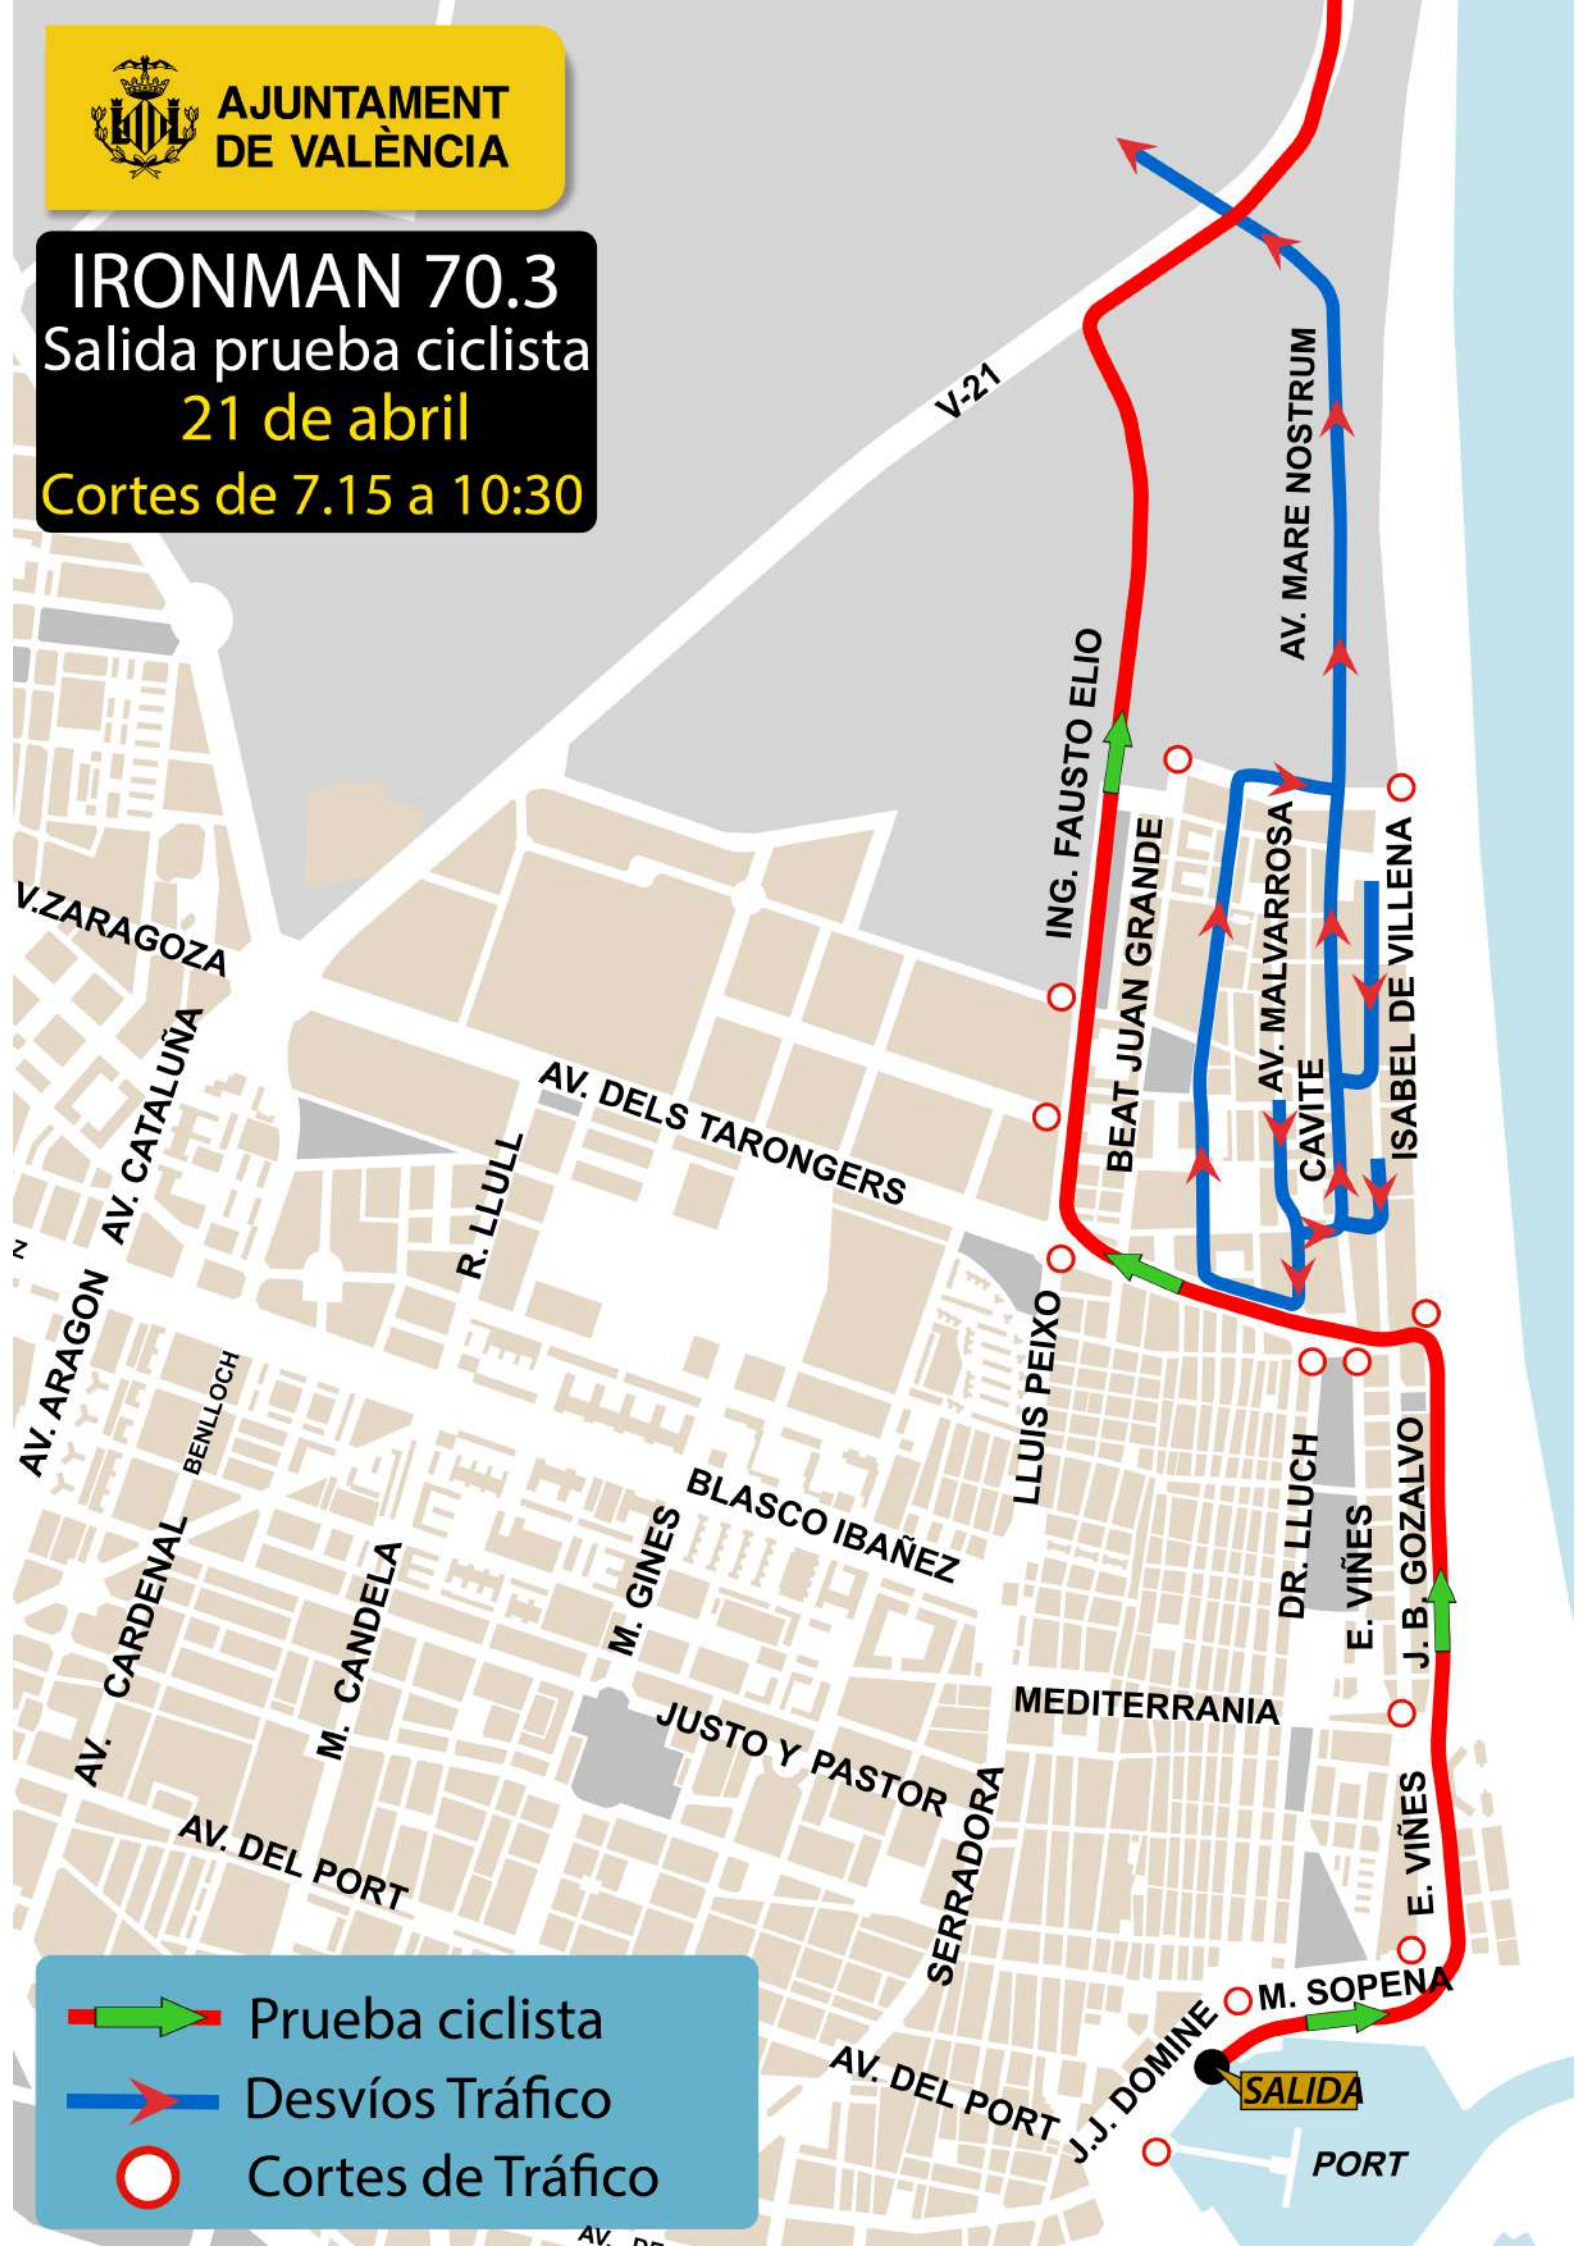 AJUNTAMENT
DE VALÈNCIA
IRONMAN 70.3
Salida prueba ciclista
21 de abril
Cortes de 7.15 a 10:30
V-21
AV. MARE NOSTRUM
ING. FAUSTO ELIO
BEAT JUAN GRANDE
AV. MALVARROSA
CAVITE
ISABEL DE VILLENA
V.ZARAGOZA
AV. CATALUÑA
AV. DELS TARONGERS
R. LLULL
Z
AV. ARAGON
BENLLOCH
AV. CARDENAL
LLUIS PEIXO
BLASCO IBAÑEZ
DR. LLUCH
E. VIÑES
J. B. GOZALVO
M. GINES
M. CANDELA
MEDITERRANIA
JUSTO Y PASTOR
SERRADORA
E. VIÑES
AV. DEL PORT
M. SOPENA
J.J. DOMINE
SALIDA
AV. DEL PORT
PORT
Prueba ciclista
Desvíos Tráfico
Cortes de Tráfico
AV.